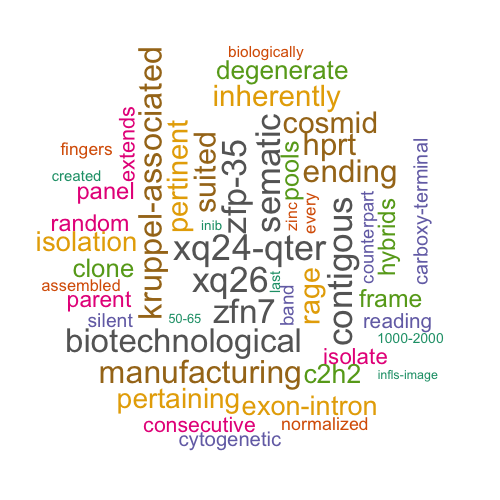 biologically
degenerate
inherently
kruppel-associated
extends
fingers
created
panel
pertinent
suited
zfp-35
sematic
pools
cosmid
hprt
ending
carboxy-terminal
counterpart
hybrids
random
isolation
clone
assembled
parent
silent
50-65
inib
zinc
every
xq24-qter
xq26
last
band
rage
contigous
frame
zfn7
reading
biotechnological
1000-2000
isolate
manufacturing
c2h2
infls-image
pertaining
exon-intron
consecutive
normalized
cytogenetic